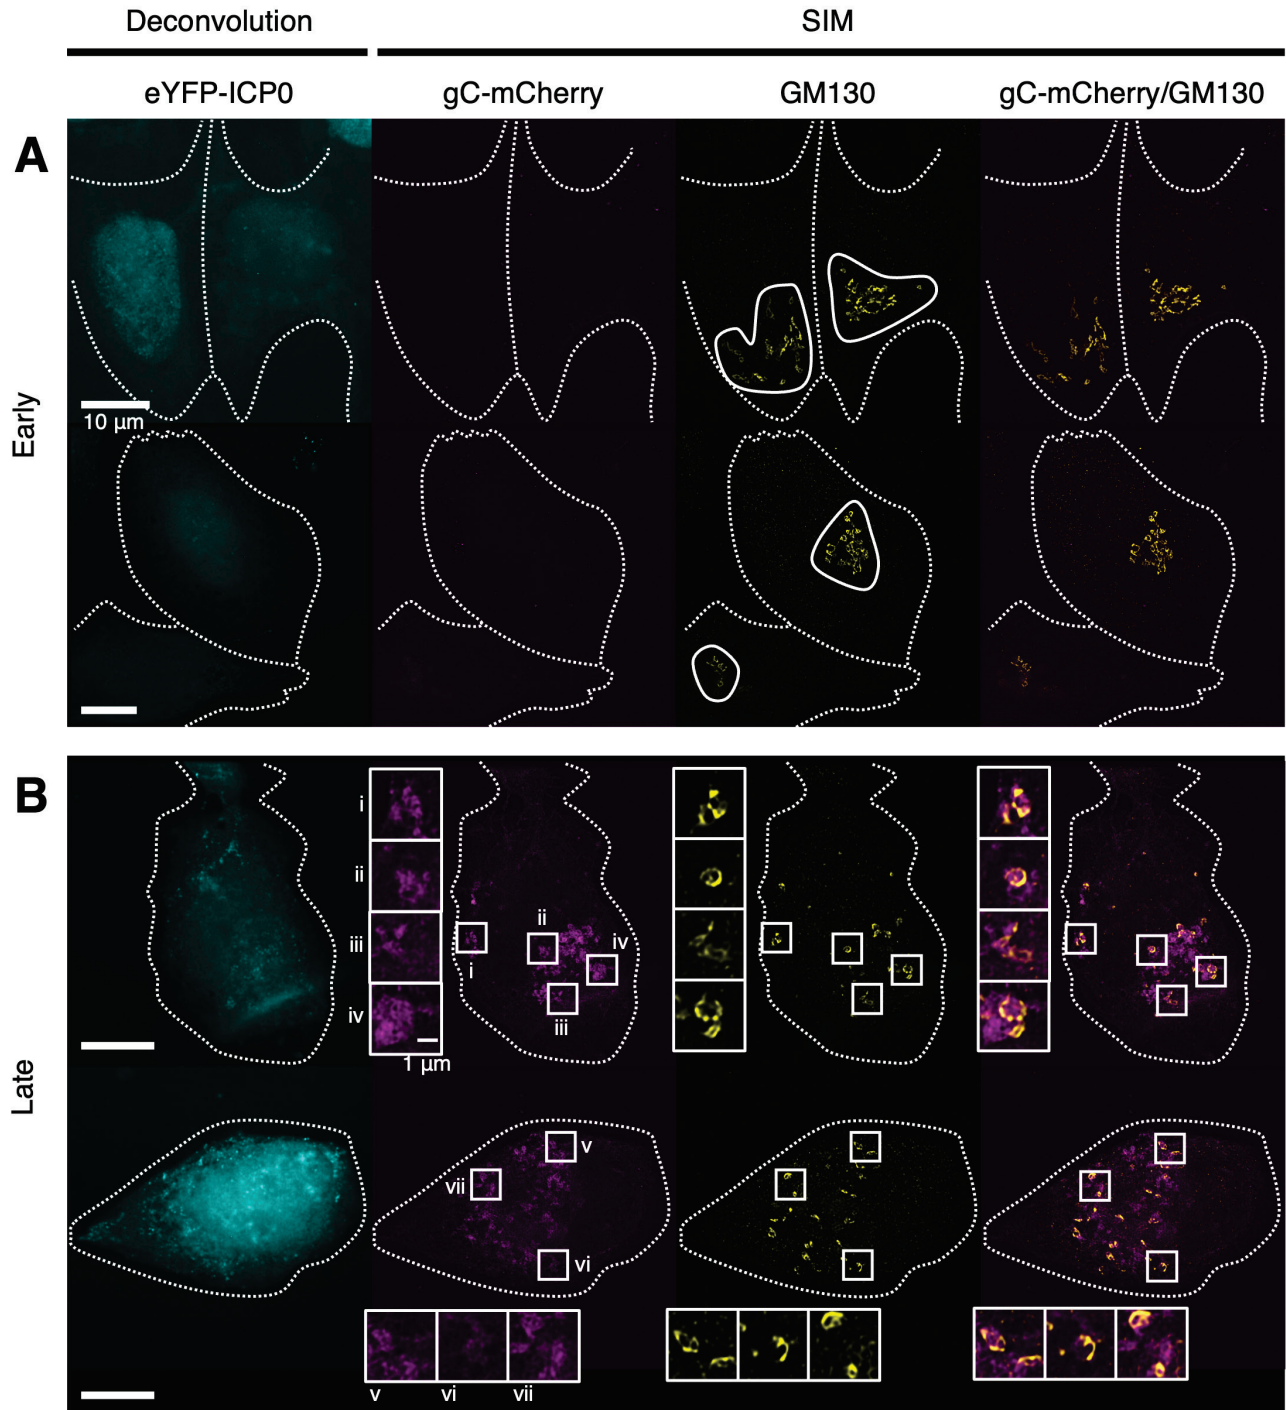 Deconvolution SIM
eYFP-ICP0 gC-mCherry GM130 gC-mCherry/GM130
A
Early
10 µm
B
Late
i
ii
iii
iv
1 µm
i
ii
iii
iv
v
vii
vi
v vi vii